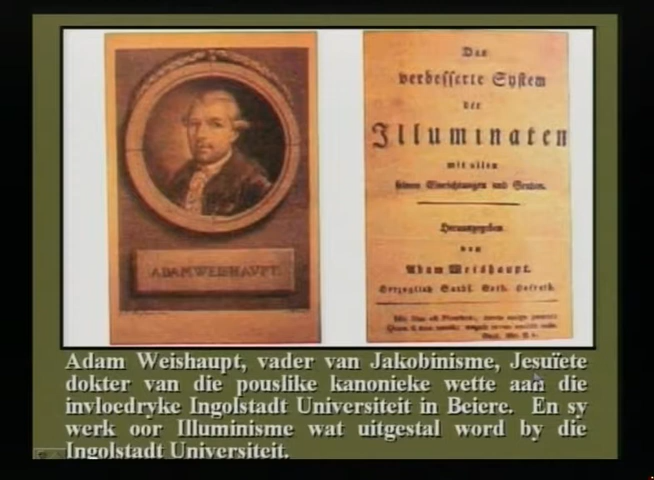 ADAM WEISHAUPT.
Das
verbesserte System
der
Illuminaten
mit allen
seinen Einrichtungen und Graden.
Herausgegeben
von
Adam Weishaupt.
Herzoglich Sachs. Goth. Hofrath.
Adam Weishaupt, vader van Jakobinisme, Jesuïete
dokter van die pouslike kanonieke wette aan die
invloedryke Ingolstadt Universiteit in Beiere. En sy
werk oor Illuminisme wat uitgestal word by die
Ingolstadt Universiteit.